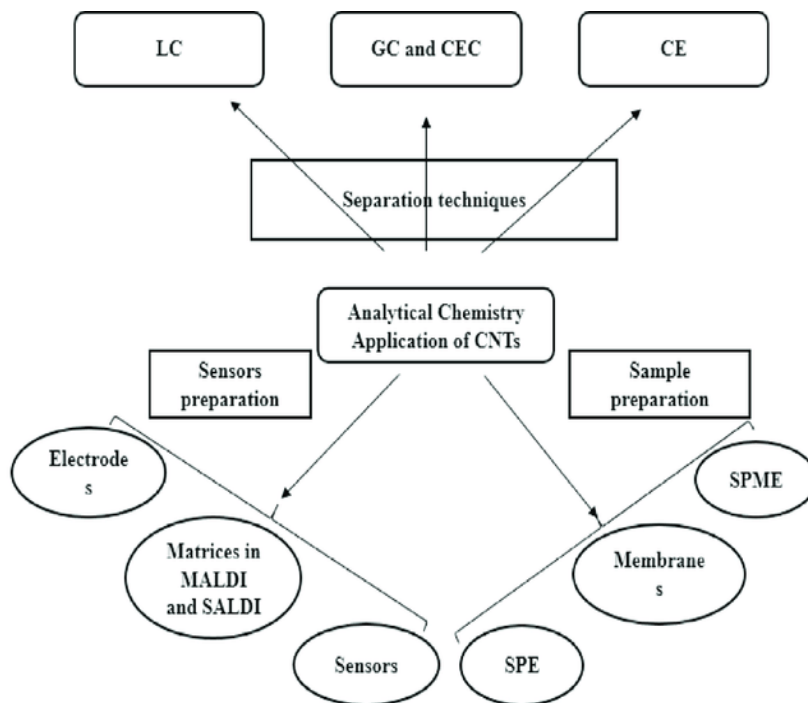 LC
GC and CEC
CE
Separation techniques
Analytical Chemistry
Application of CNTs
Sensors
preparation
Sample
preparation
Electrode
s
SPME
Matrices in
MALDI
and SALDI
Membrane
s
Sensors
SPE